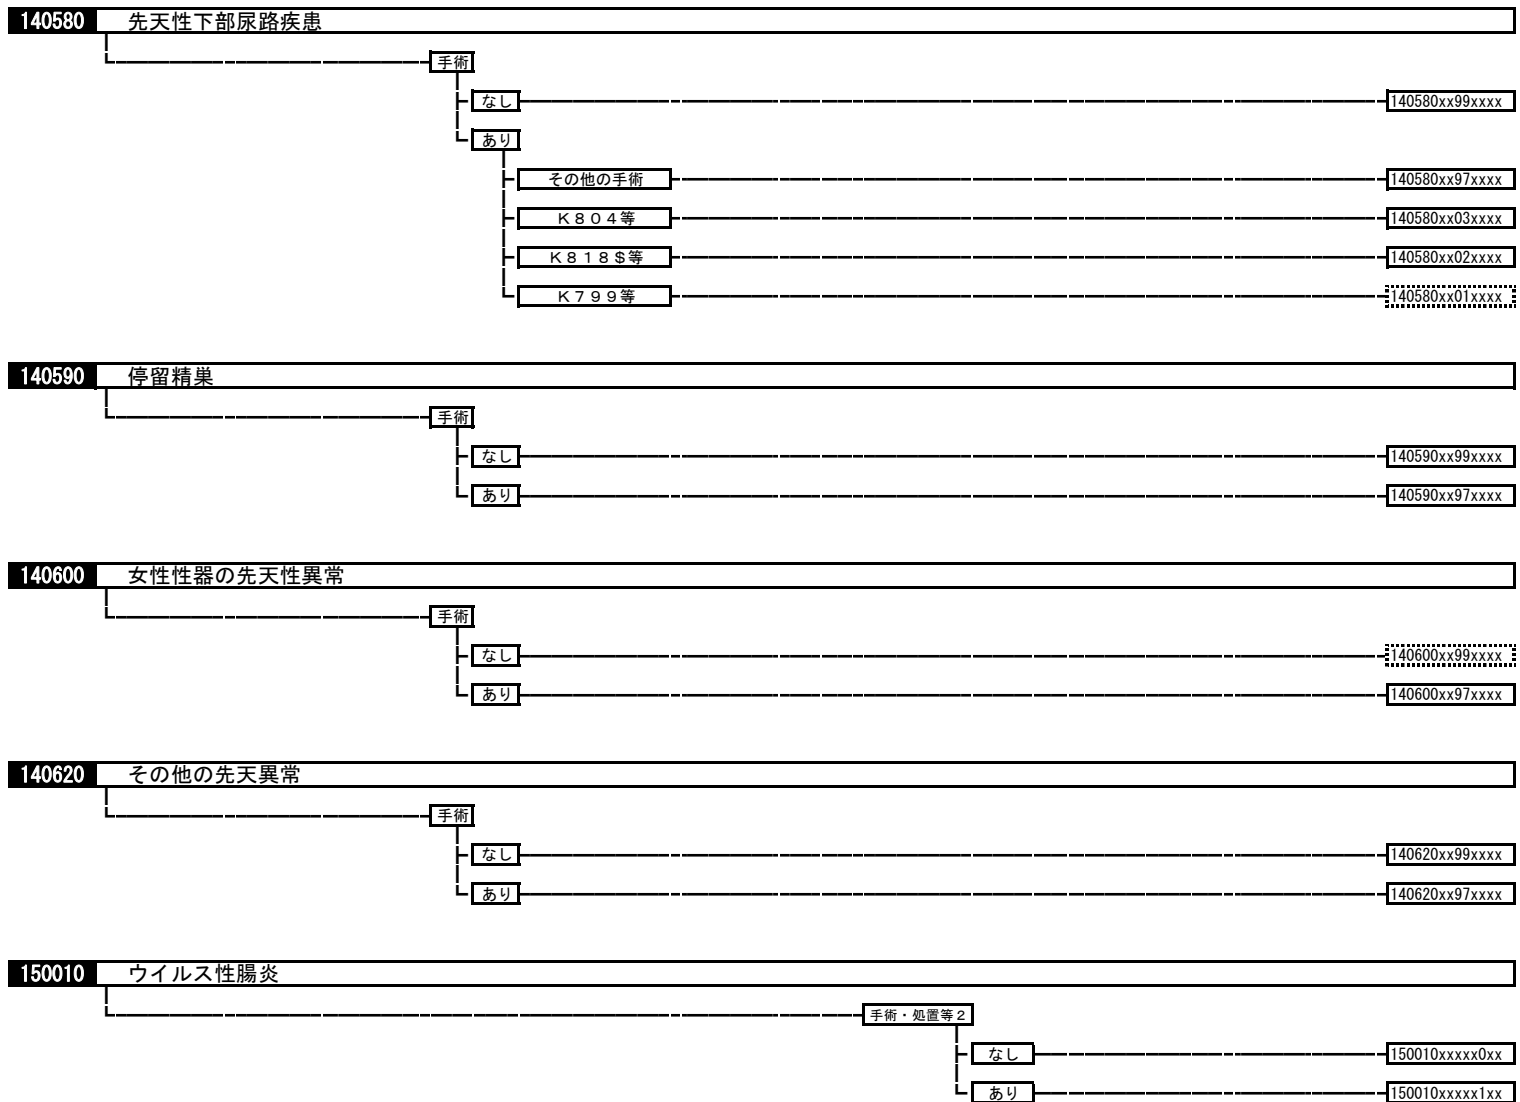 140580 先天性下部尿路疾患
手術
なし 140580xx99xxxx
あり
その他の手術 140580xx97xxxx
K804等 140580xx03xxxx
K818$等 140580xx02xxxx
K799等 140580xx01xxxx
140590 停留精巣
手術
なし 140590xx99xxxx
あり 140590xx97xxxx
140600 女性性器の先天性異常
手術
なし 140600xx99xxxx
あり 140600xx97xxxx
140620 その他の先天異常
手術
なし 140620xx99xxxx
あり 140620xx97xxxx
150010 ウイルス性腸炎
手術・処置等2
なし 150010xxxxx0xx
あり 150010xxxxx1xx